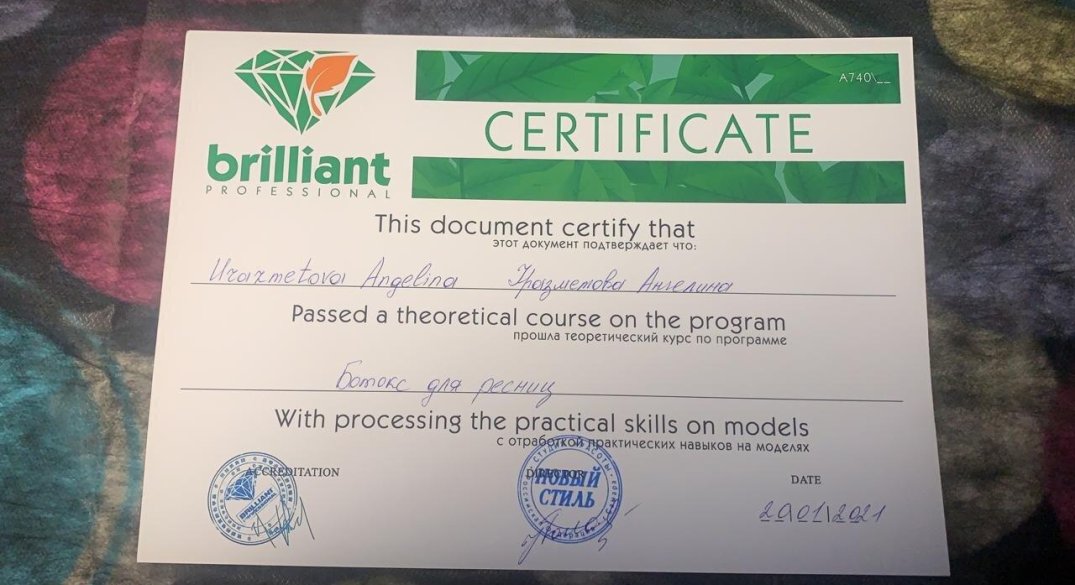 brilliant
PROFESSIONAL
A740\__
CERTIFICATE
This document certify that
этот документ подтверждает что:
Urazmetova Angelina Уразметова Ангелина
Passed a theoretical course on the program
прошла теоретический курс по программе
Ботокс для ресниц
With processing the practical skills on models
с отработкой практических навыков на моделях
ACCREDITATION
DIRECTOR
DATE
BRILLIANT
НОВЫЙ
СТИЛЬ
29.01.2021